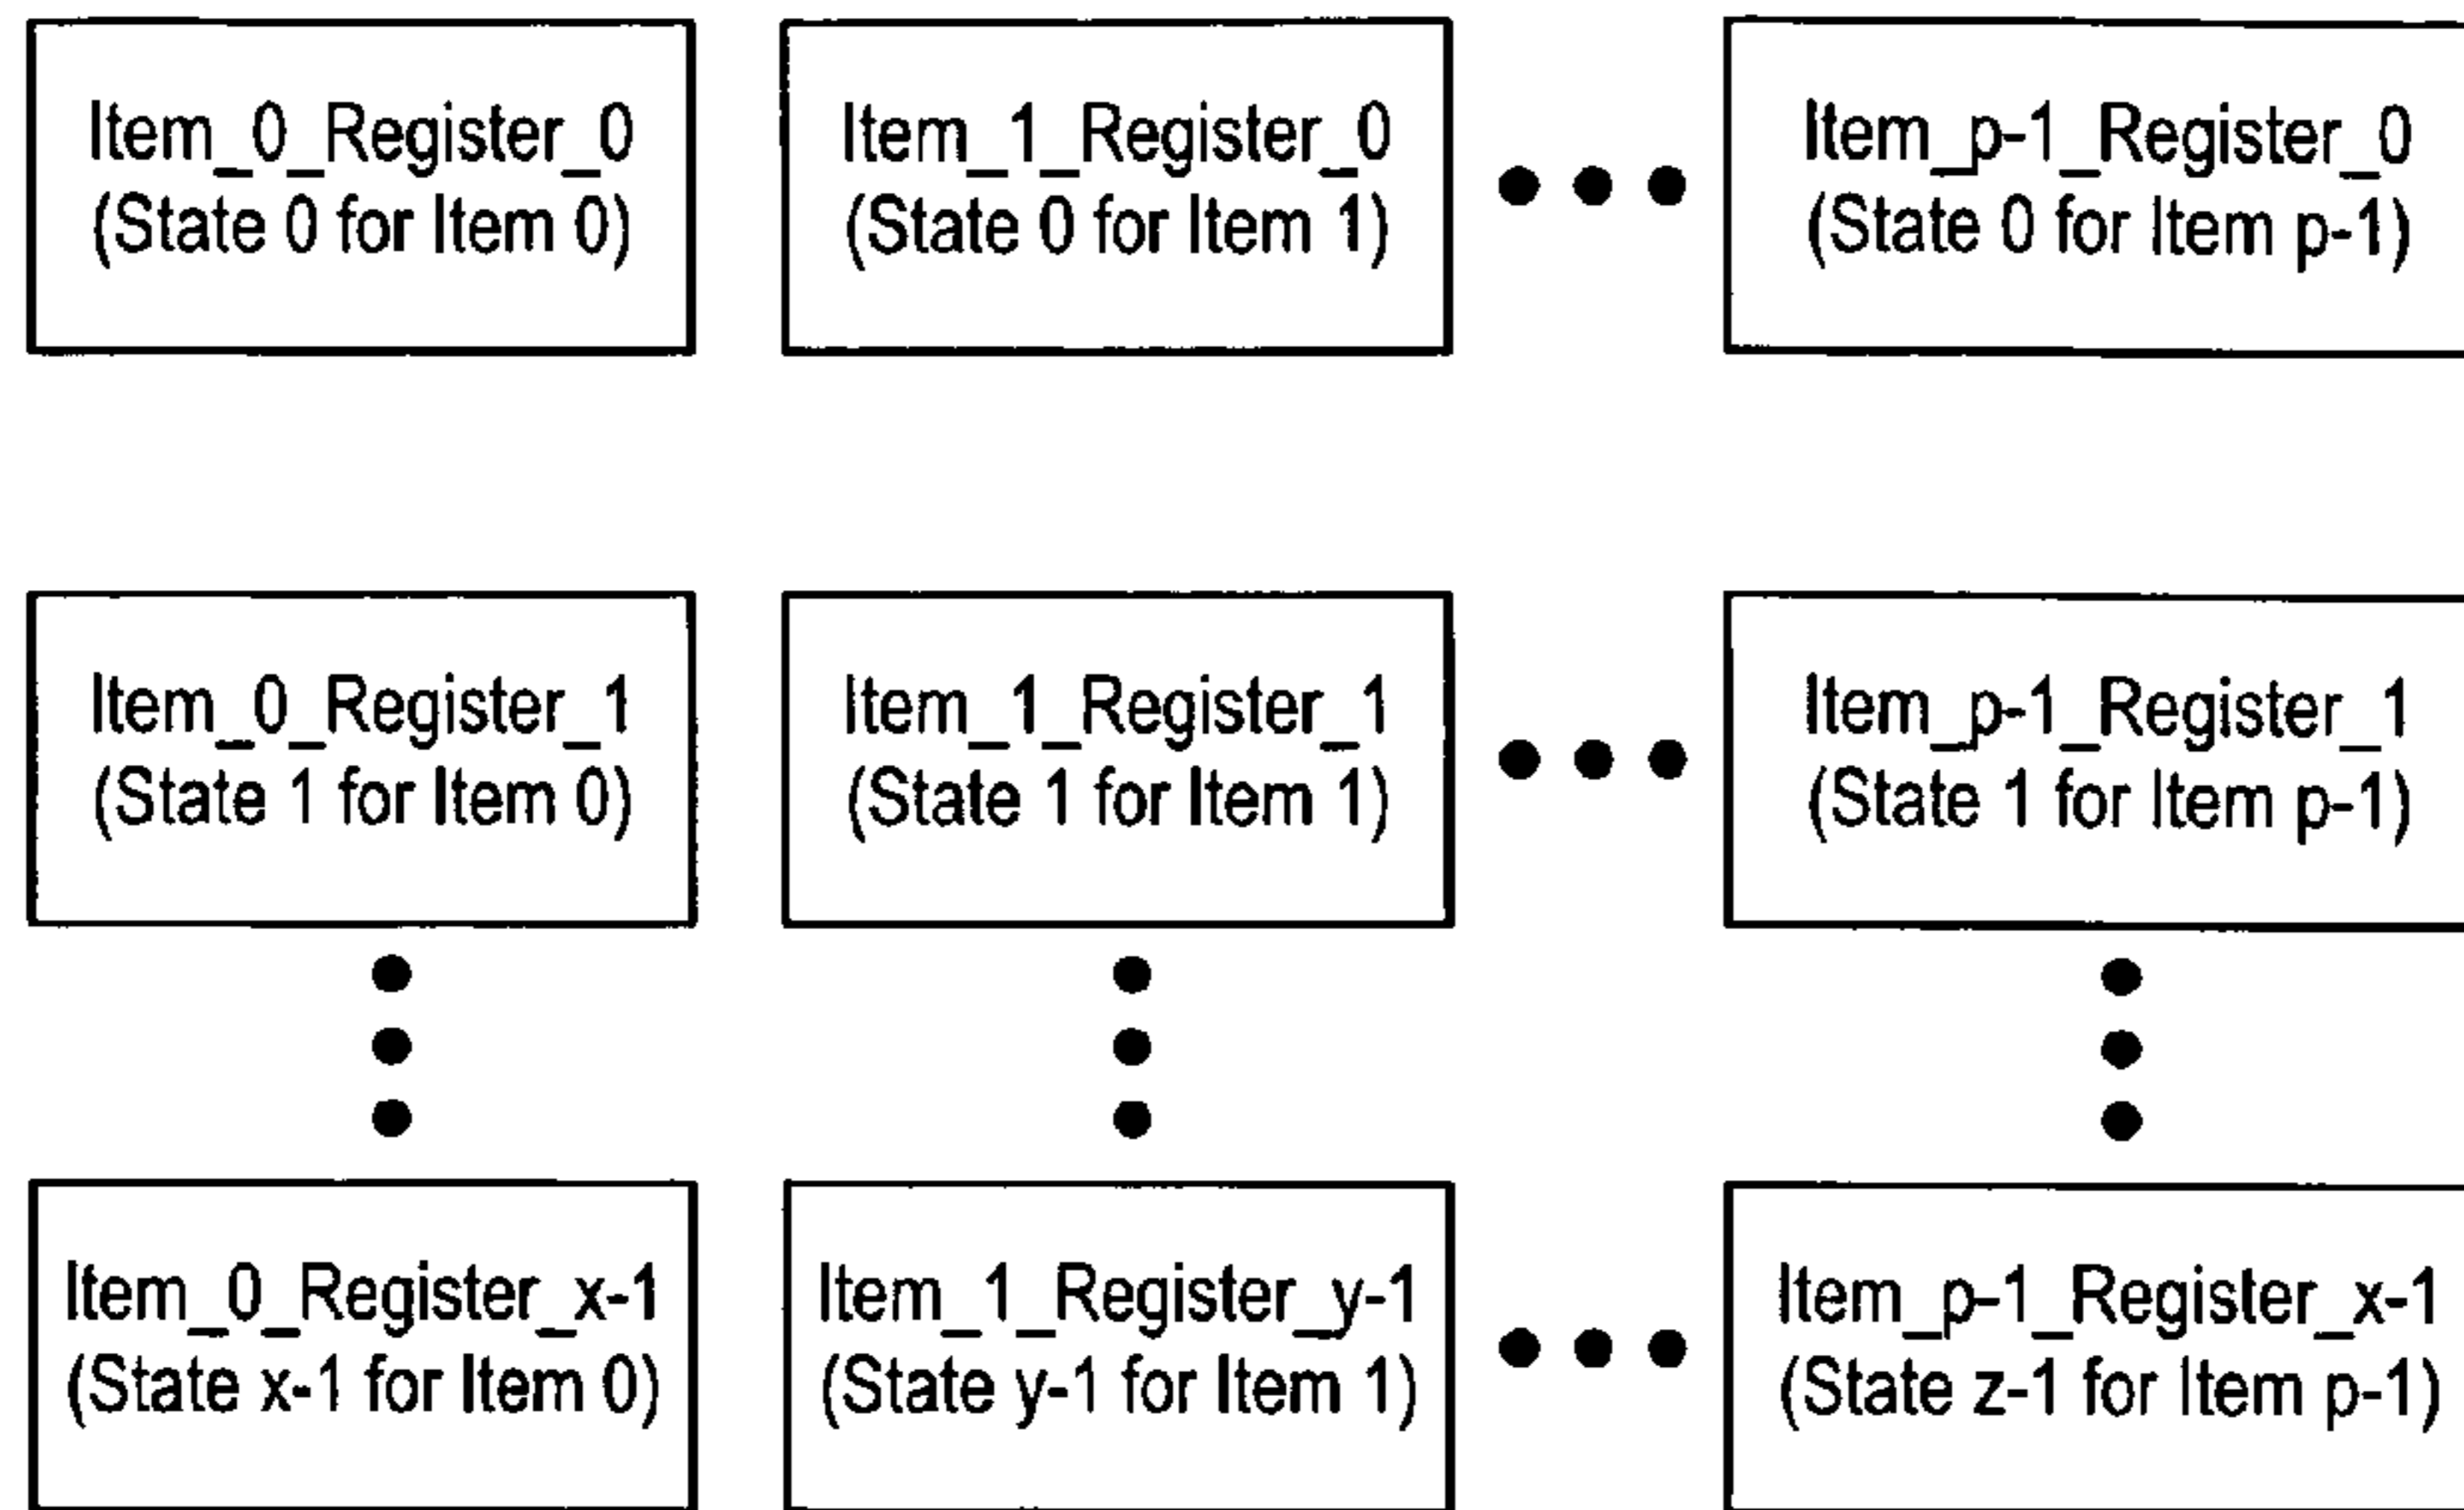 Item_0_Register_0
(State 0 for Item 0)
Item_1_Register_0
(State 0 for Item 1)
Item_p-1_Register_0
(State 0 for Item p-1)
Item_0_Register_1
(State 1 for Item 0)
Item_1_Register_1
(State 1 for Item 1)
Item_p-1_Register_1
(State 1 for Item p-1)
Item_0_Register_x-1
(State x-1 for Item 0)
Item_1_Register_y-1
(State y-1 for Item 1)
Item_p-1_Register_x-1
(State z-1 for Item p-1)